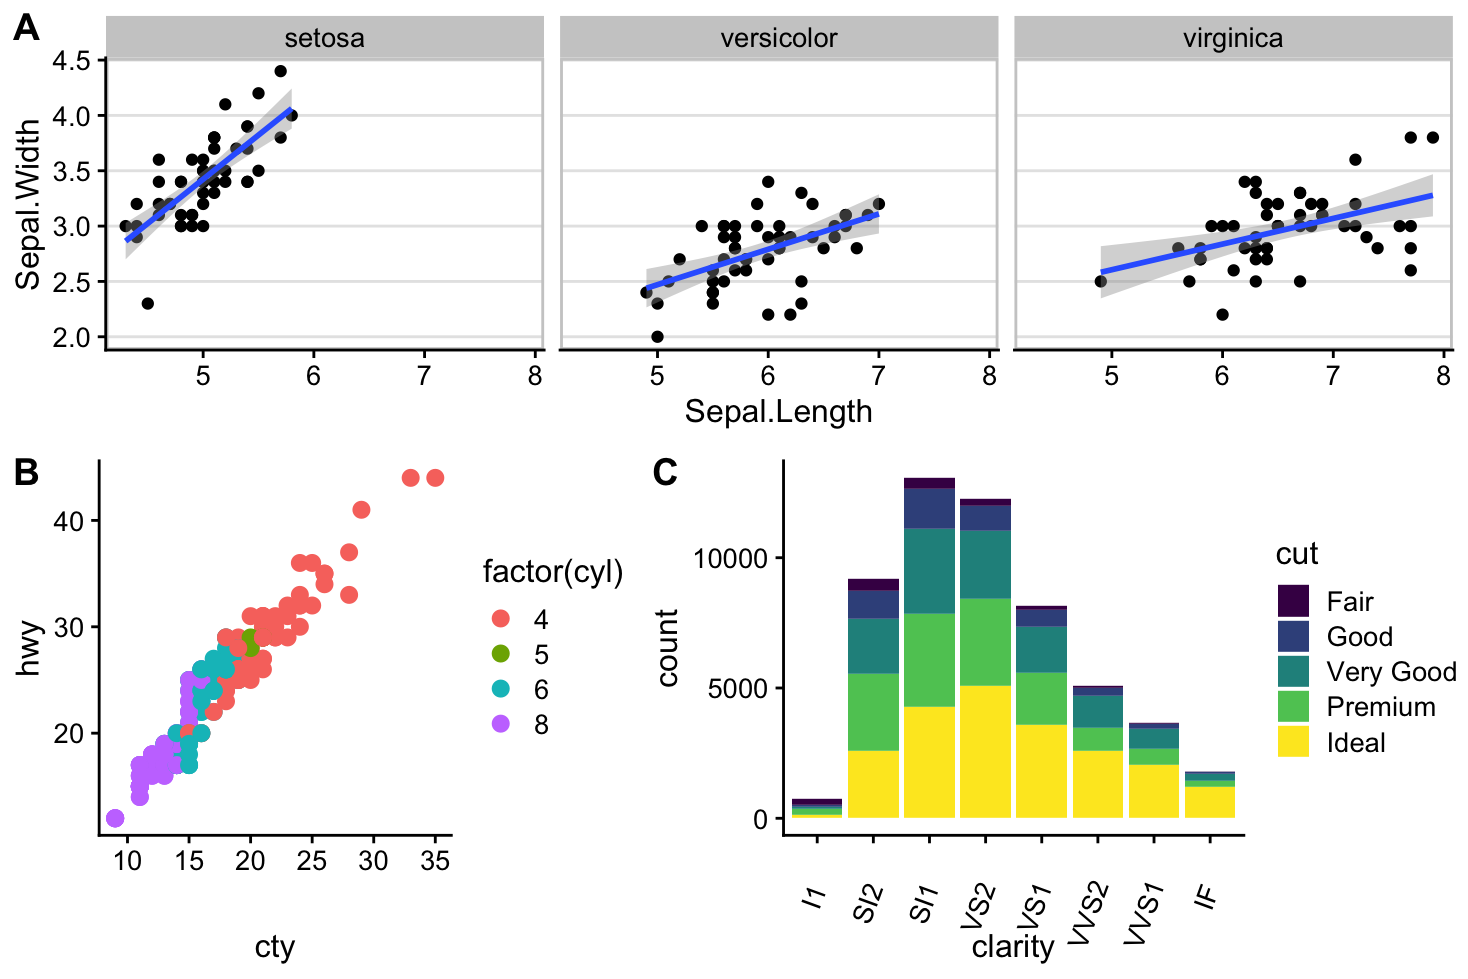 A
setosa
versicolor
virginica
4.5
4.0
3.5
3.0
2.5
2.0
Sepal.Width
5 6 7 8
5 6 7 8
5 6 7 8
Sepal.Length
B
40
30
20
hwy
10 15 20 25 30 35
cty
factor(cyl)
4
5
6
8
C
10000
5000
0
count
I1 SI2 SI1 VS2 VS1 VVS2 VVS1 IF
clarity
cut
Fair
Good
Very Good
Premium
Ideal